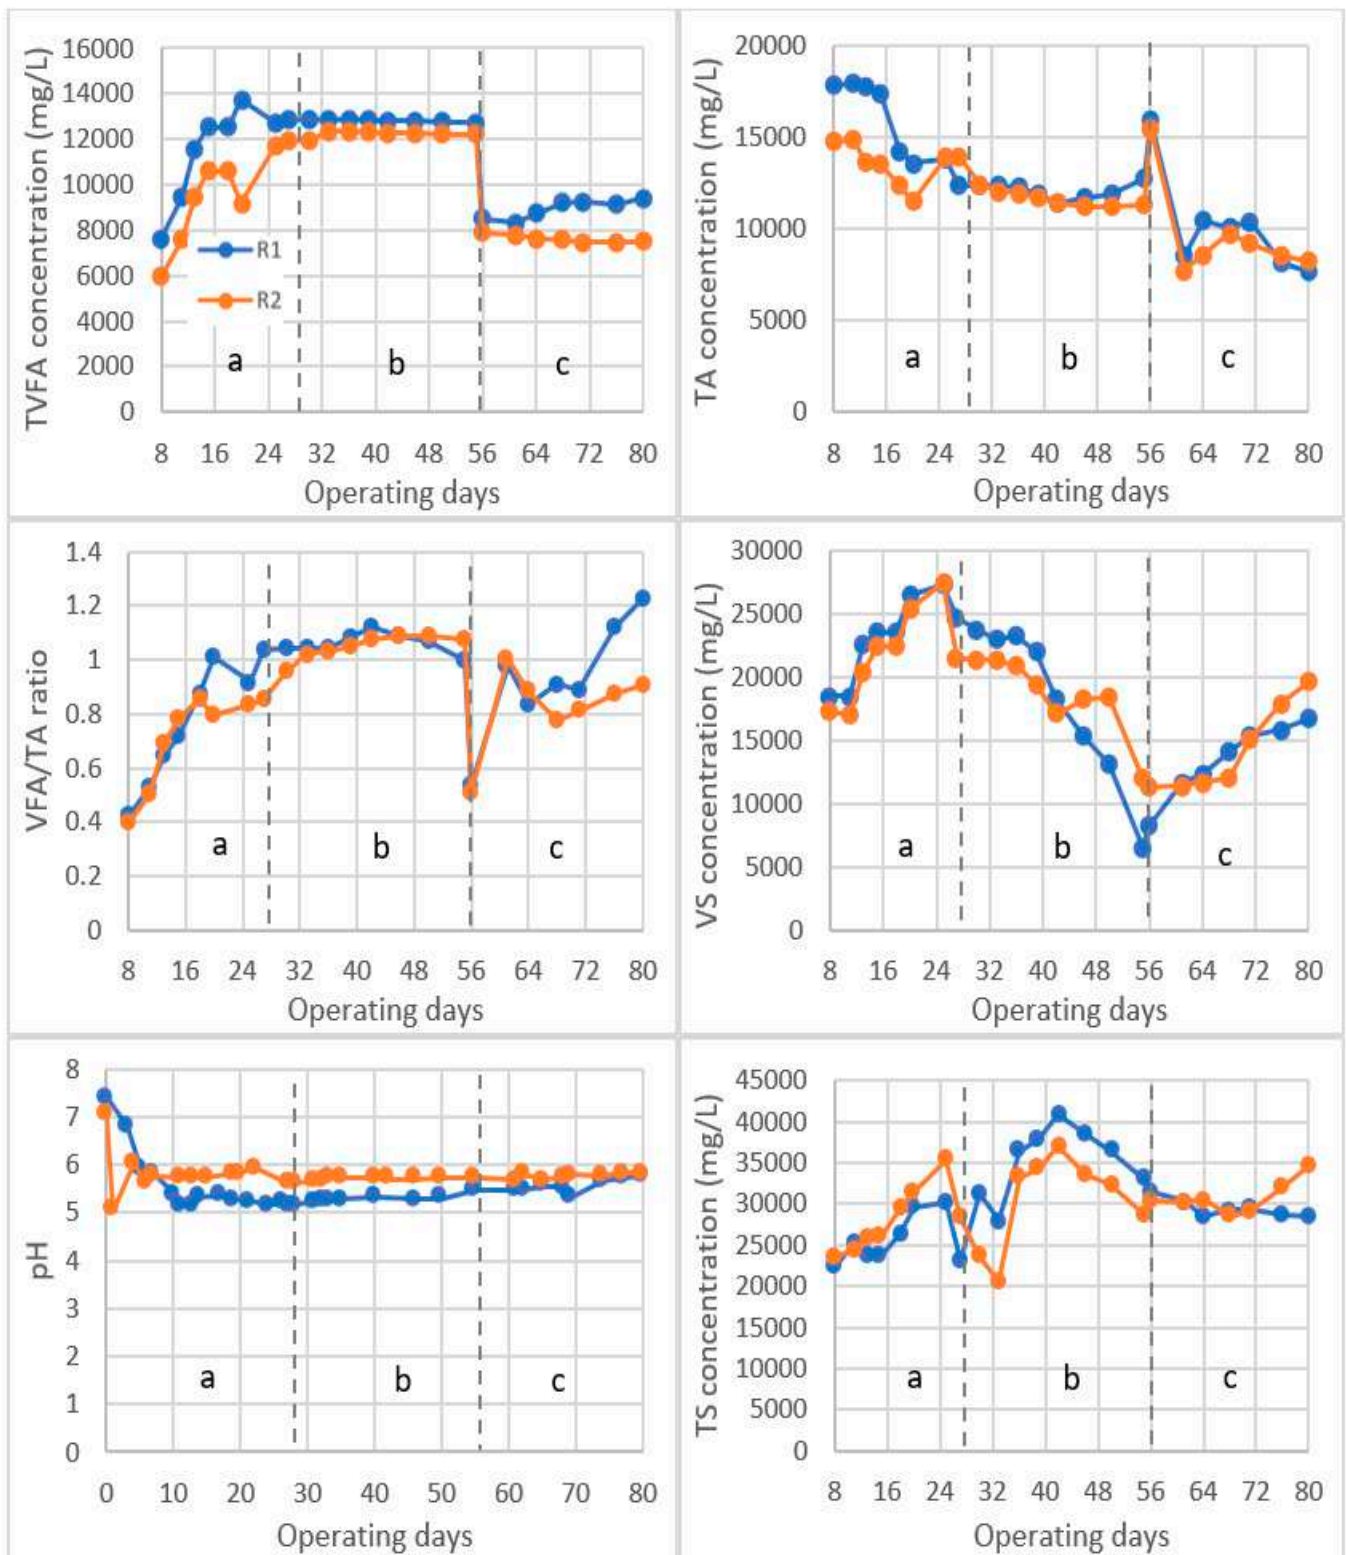 TVFA concentration (mg/L)
16000
14000
12000
10000
8000
6000
4000
2000
0
R1
R2
a
b
c
8 16 24 32 40 48 56 64 72 80
Operating days
TA concentration (mg/L)
20000
15000
10000
5000
0
a
b
c
8 16 24 32 40 48 56 64 72 80
Operating days
VFA/TA ratio
1.4
1.2
1
0.8
0.6
0.4
0.2
0
a
b
c
8 16 24 32 40 48 56 64 72 80
Operating days
VS concentration (mg/L)
30000
25000
20000
15000
10000
5000
0
a
b
c
8 16 24 32 40 48 56 64 72 80
Operating days
pH
8
7
6
5
4
3
2
1
0
a
b
c
0 10 20 30 40 50 60 70 80
Operating days
TS concentration (mg/L)
45000
40000
35000
30000
25000
20000
15000
10000
5000
0
a
b
c
8 16 24 32 40 48 56 64 72 80
Operating days